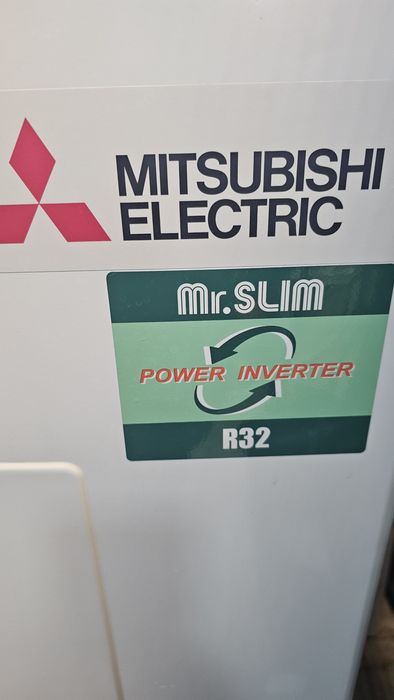 MITSUBISHI
ELECTRIC
Mr.SLIM
POWER INVERTER
R32